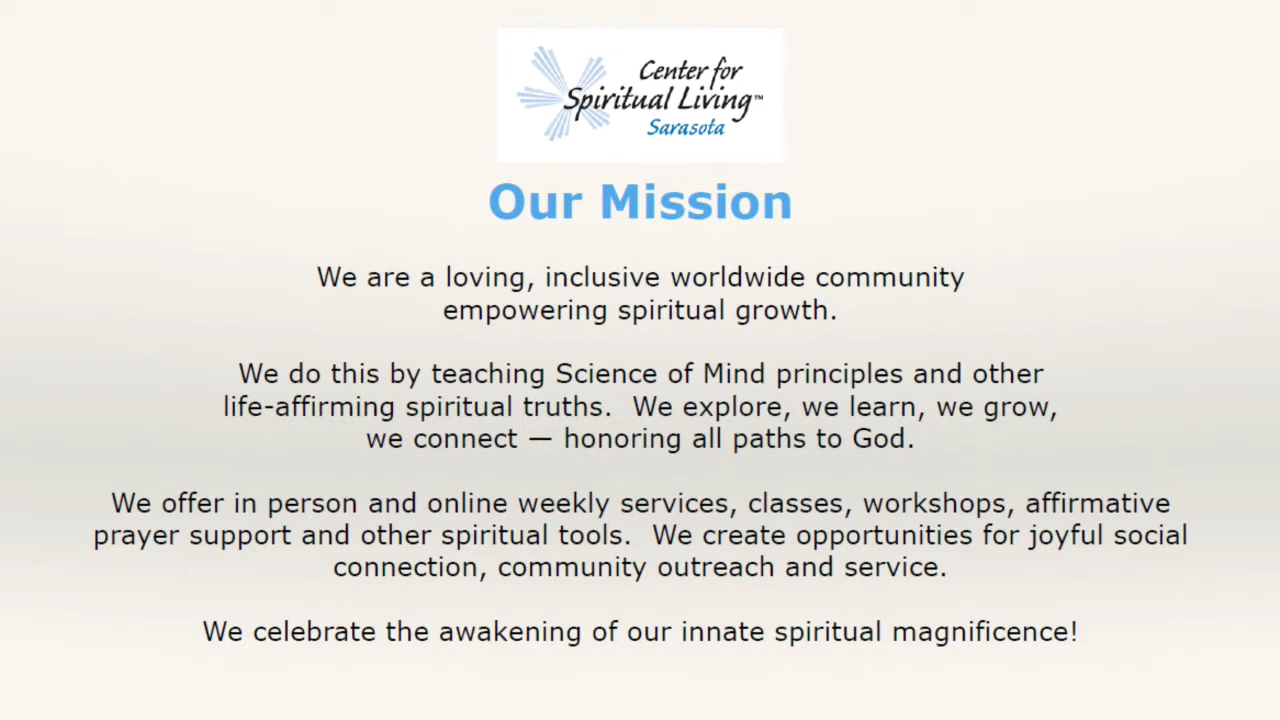 Center for
Spiritual Living™
Sarasota
Our Mission
We are a loving, inclusive worldwide community
empowering spiritual growth.
We do this by teaching Science of Mind principles and other
life-affirming spiritual truths.  We explore, we learn, we grow,
we connect — honoring all paths to God.
We offer in person and online weekly services, classes, workshops, affirmative
prayer support and other spiritual tools.  We create opportunities for joyful social
connection, community outreach and service.
We celebrate the awakening of our innate spiritual magnificence!